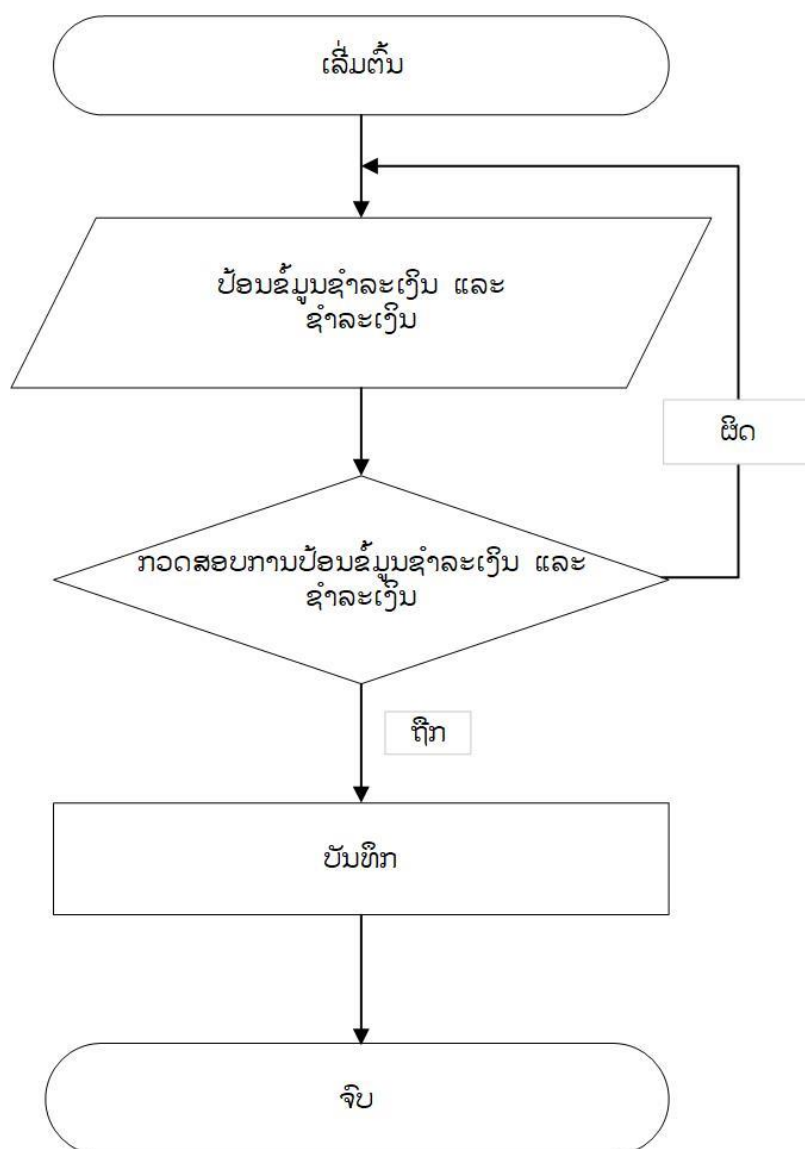 ເລີ່ມຕົ້ນ
ປ້ອນຂໍ້ມູນຊຳລະເງິນ ແລະ
ຊຳລະເງິນ
ຜິດ
ກວດສອບການປ້ອນຂໍ້ມູນຊຳລະເງິນ ແລະ
ຊຳລະເງິນ
ຖືກ
ບັນທຶກ
ຈົບ